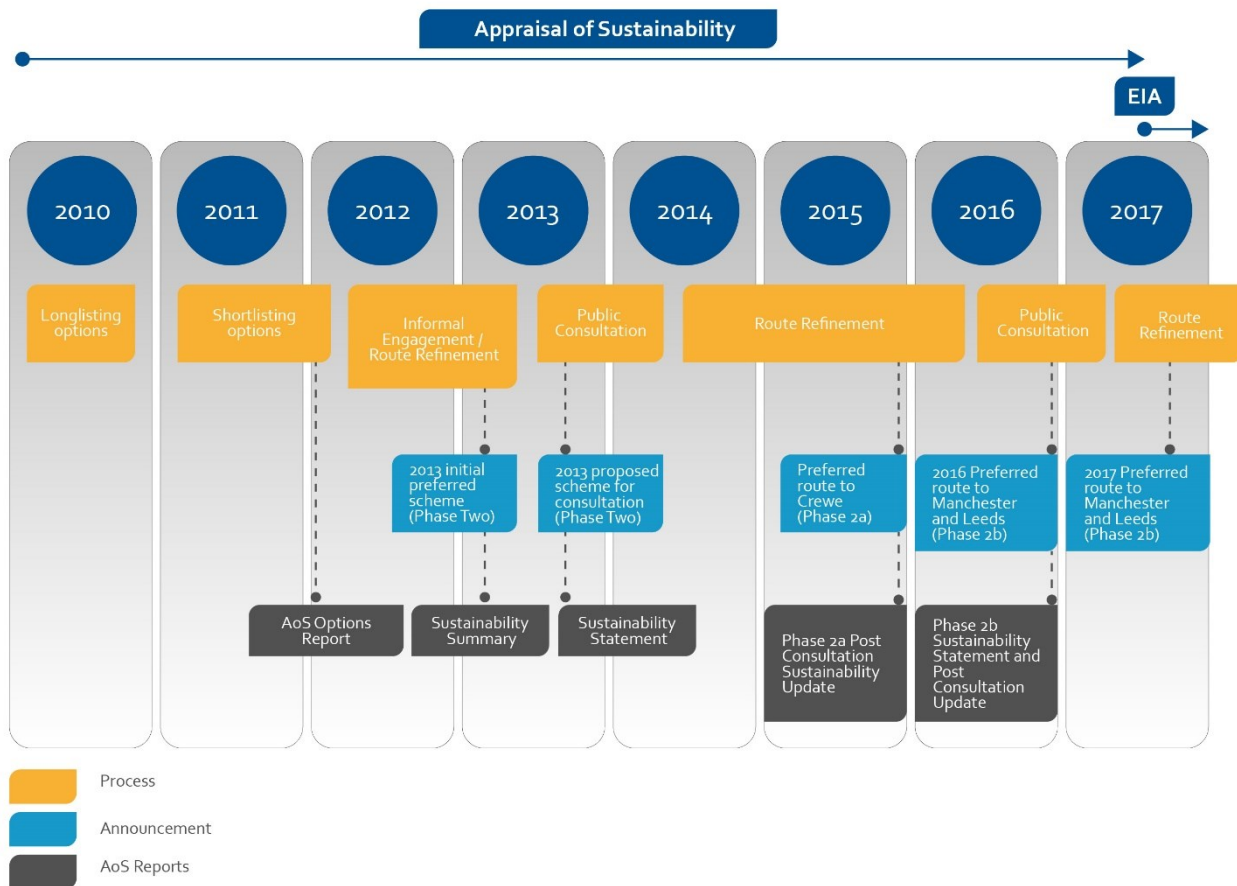 Appraisal of Sustainability
EIA
2010
2011
2012
2013
2014
2015
2016
2017
Longlisting
options
Shortlisting
options
Informal
Engagement /
Route Refinement
Public
Consultation
Route Refinement
Public
Consultation
Route
Refinement
2013 initial
preferred
scheme
(Phase Two)
2013 proposed
scheme for
consultation
(Phase Two)
Preferred
route to
Crewe
(Phase 2a)
2016 Preferred
route to
Manchester
and Leeds
(Phase 2b)
2017 Preferred
route to
Manchester
and Leeds
(Phase 2b)
AoS Options
Report
Sustainability
Summary
Sustainability
Statement
Phase 2a Post
Consultation
Sustainability
Update
Phase 2b
Sustainability
Statement and
Post
Consultation
Update
Process
Announcement
AoS Reports